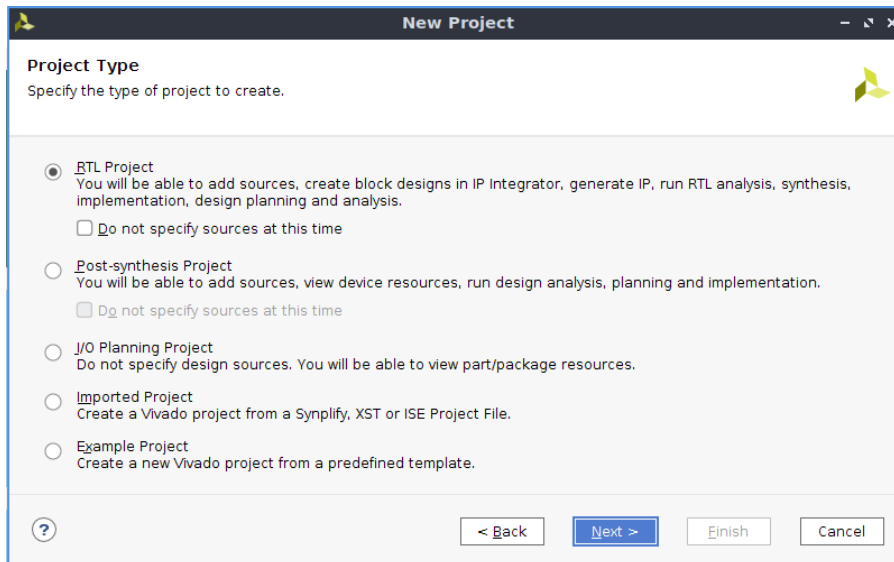 New Project
Project Type
Specify the type of project to create.
RTL Project
You will be able to add sources, create block designs in IP Integrator, generate IP, run RTL analysis, synthesis,
implementation, design planning and analysis.
Do not specify sources at this time
Post-synthesis Project
You will be able to add sources, view device resources, run design analysis, planning and implementation.
Do not specify sources at this time
I/O Planning Project
Do not specify design sources. You will be able to view part/package resources.
Imported Project
Create a Vivado project from a Synplify, XST or ISE Project File.
Example Project
Create a new Vivado project from a predefined template.
? < Back Next > Finish Cancel